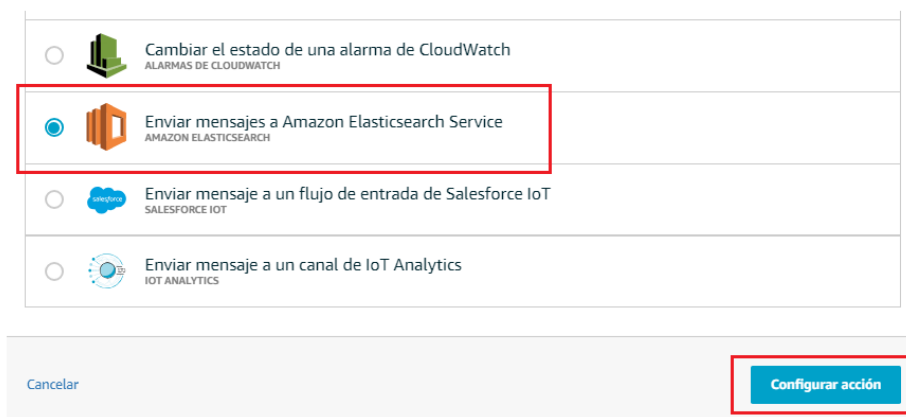 Cambiar el estado de una alarma de CloudWatch
ALARMAS DE CLOUDWATCH
Enviar mensajes a Amazon Elasticsearch Service
AMAZON ELASTICSEARCH
salesforce
Enviar mensaje a un flujo de entrada de Salesforce IoT
SALESFORCE IOT
Enviar mensaje a un canal de IoT Analytics
IOT ANALYTICS
Cancelar
Configurar acción